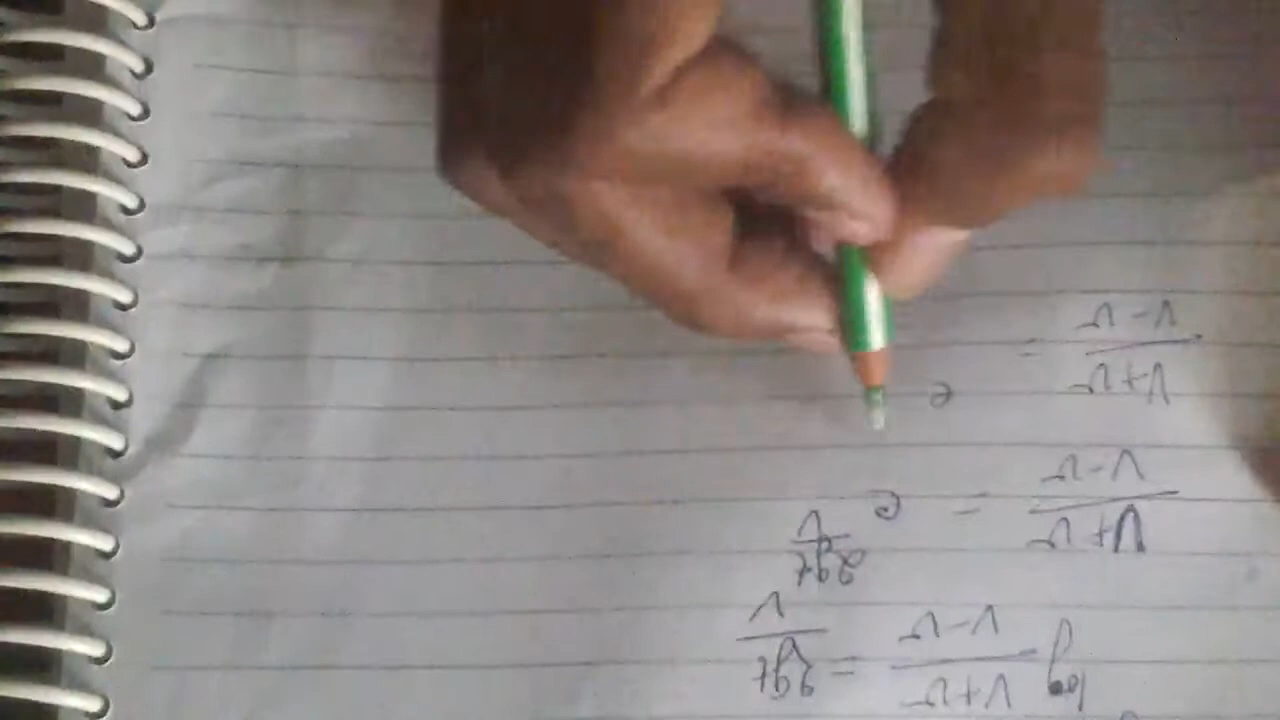 log V+v/V-v = 2gt/V
V+v/V-v = e^2gt/V
V+v/V-v = e